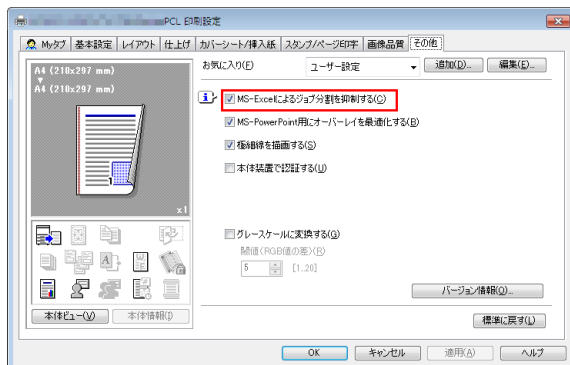 PCL 印刷設定
Myタブ 基本設定 レイアウト 仕上げ カバーシート/挿入紙 スタンプ/ページ印字 画像品質 その他
A4 (210x297 mm)
A4 (210x297 mm)
1
x1
お気に入り(F) ユーザー設定 追加(D)... 編集(E)...
MS-Excelによるジョブ分割を抑制する(O)
MS-PowerPoint用にオーバーレイを最適化する(B)
極細線を描画する(S)
本体装置で認証する(U)
グレースケールに変換する(G)
閾値(RGB値の差)(R)
5 [1..20]
バージョン情報(Q)...
本体ビュー(V) 本体情報(I)
標準に戻す(L)
OK キャンセル 適用(A) ヘルプ